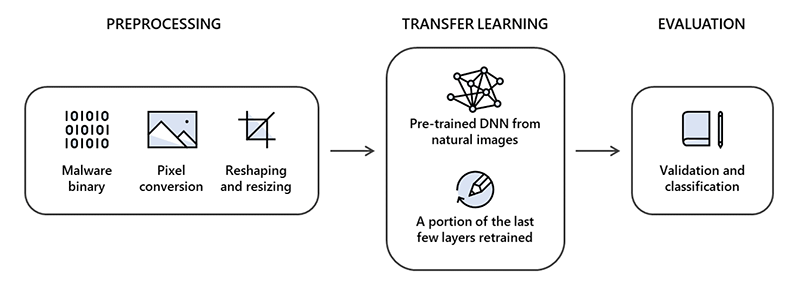 PREPROCESSING
TRANSFER LEARNING
EVALUATION
101010
010101
101010
Malware
binary
Pixel
conversion
Reshaping
and resizing
Pre-trained DNN from
natural images
A portion of the last
few layers retrained
Validation and
classification